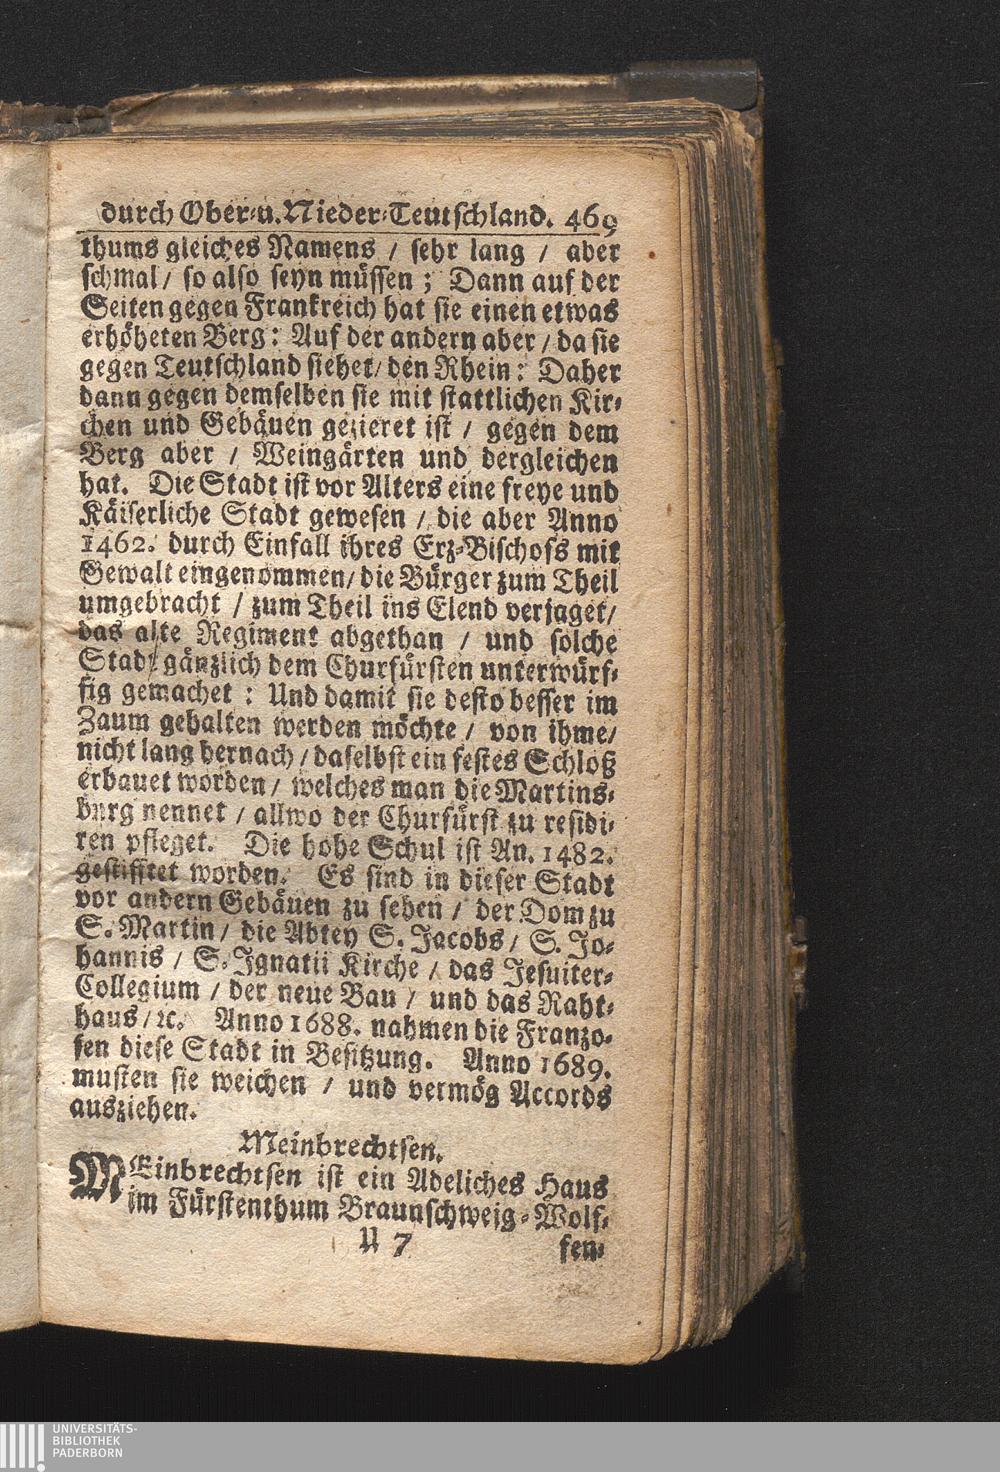 durch Ober-u. Nieder-Teutschland. 469
thums gleiches Namens / sehr lang / aber
schmal / so also seyn müssen ; Dann auf der
Seiten gegen Franckreich hat sie einen etwas
erhöheten Berg : Auf der andern aber / da sie
gegen Teutschland siehet / den Rhein : Daher
dann gegen demselben sie mit stattlichen Kir-
chen und Gebäuen gezieret ist / gegen dem
Berg aber / Weingärten und dergleichen
hat. Die Stadt ist vor Alters eine freye und
Käiserliche Stadt gewesen / die aber Anno
1462. durch Einfall ihres Erz-Bischofs mit
Gewalt eingenommen / die Bürger zum Theil
umgebracht / zum Theil ins Elend verjaget /
das alte Regiment abgethan / und solche
Stadt gänzlich dem Churfürsten unterwürf-
fig gemachet : Und damit sie desto besser im
Zaum gehalten werden möchte / von ihme /
nicht lang hernach / daselbst ein festes Schloß
erbauet worden / welches man die Martins-
burg nennet / allwo der Churfürst zu residi-
ren pfleget. Die hohe Schul ist An. 1482.
gestifftet worden. Es sind in dieser Stadt
vor andern Gebäuen zu sehen / der Dom zu
S. Martin / die Abtey S. Jacobs / S. Jo-
hannis / S. Ignatii Kirche / das Jesuiter-
Collegium / der neue Bau / und das Raht-
haus / ꝛc. Anno 1688. nahmen die Franzo-
sen diese Stadt in Besitzung. Anno 1689.
musten sie weichen / und vermög Accords
ausziehen.
Meinbrechtsen.
MEinbrechtsen ist ein Adeliches Haus
im Fürstenthum Braunschweig-Wolf-
U 7 fen-
UNIVERSITÄTS-
BIBLIOTHEK
PADERBORN